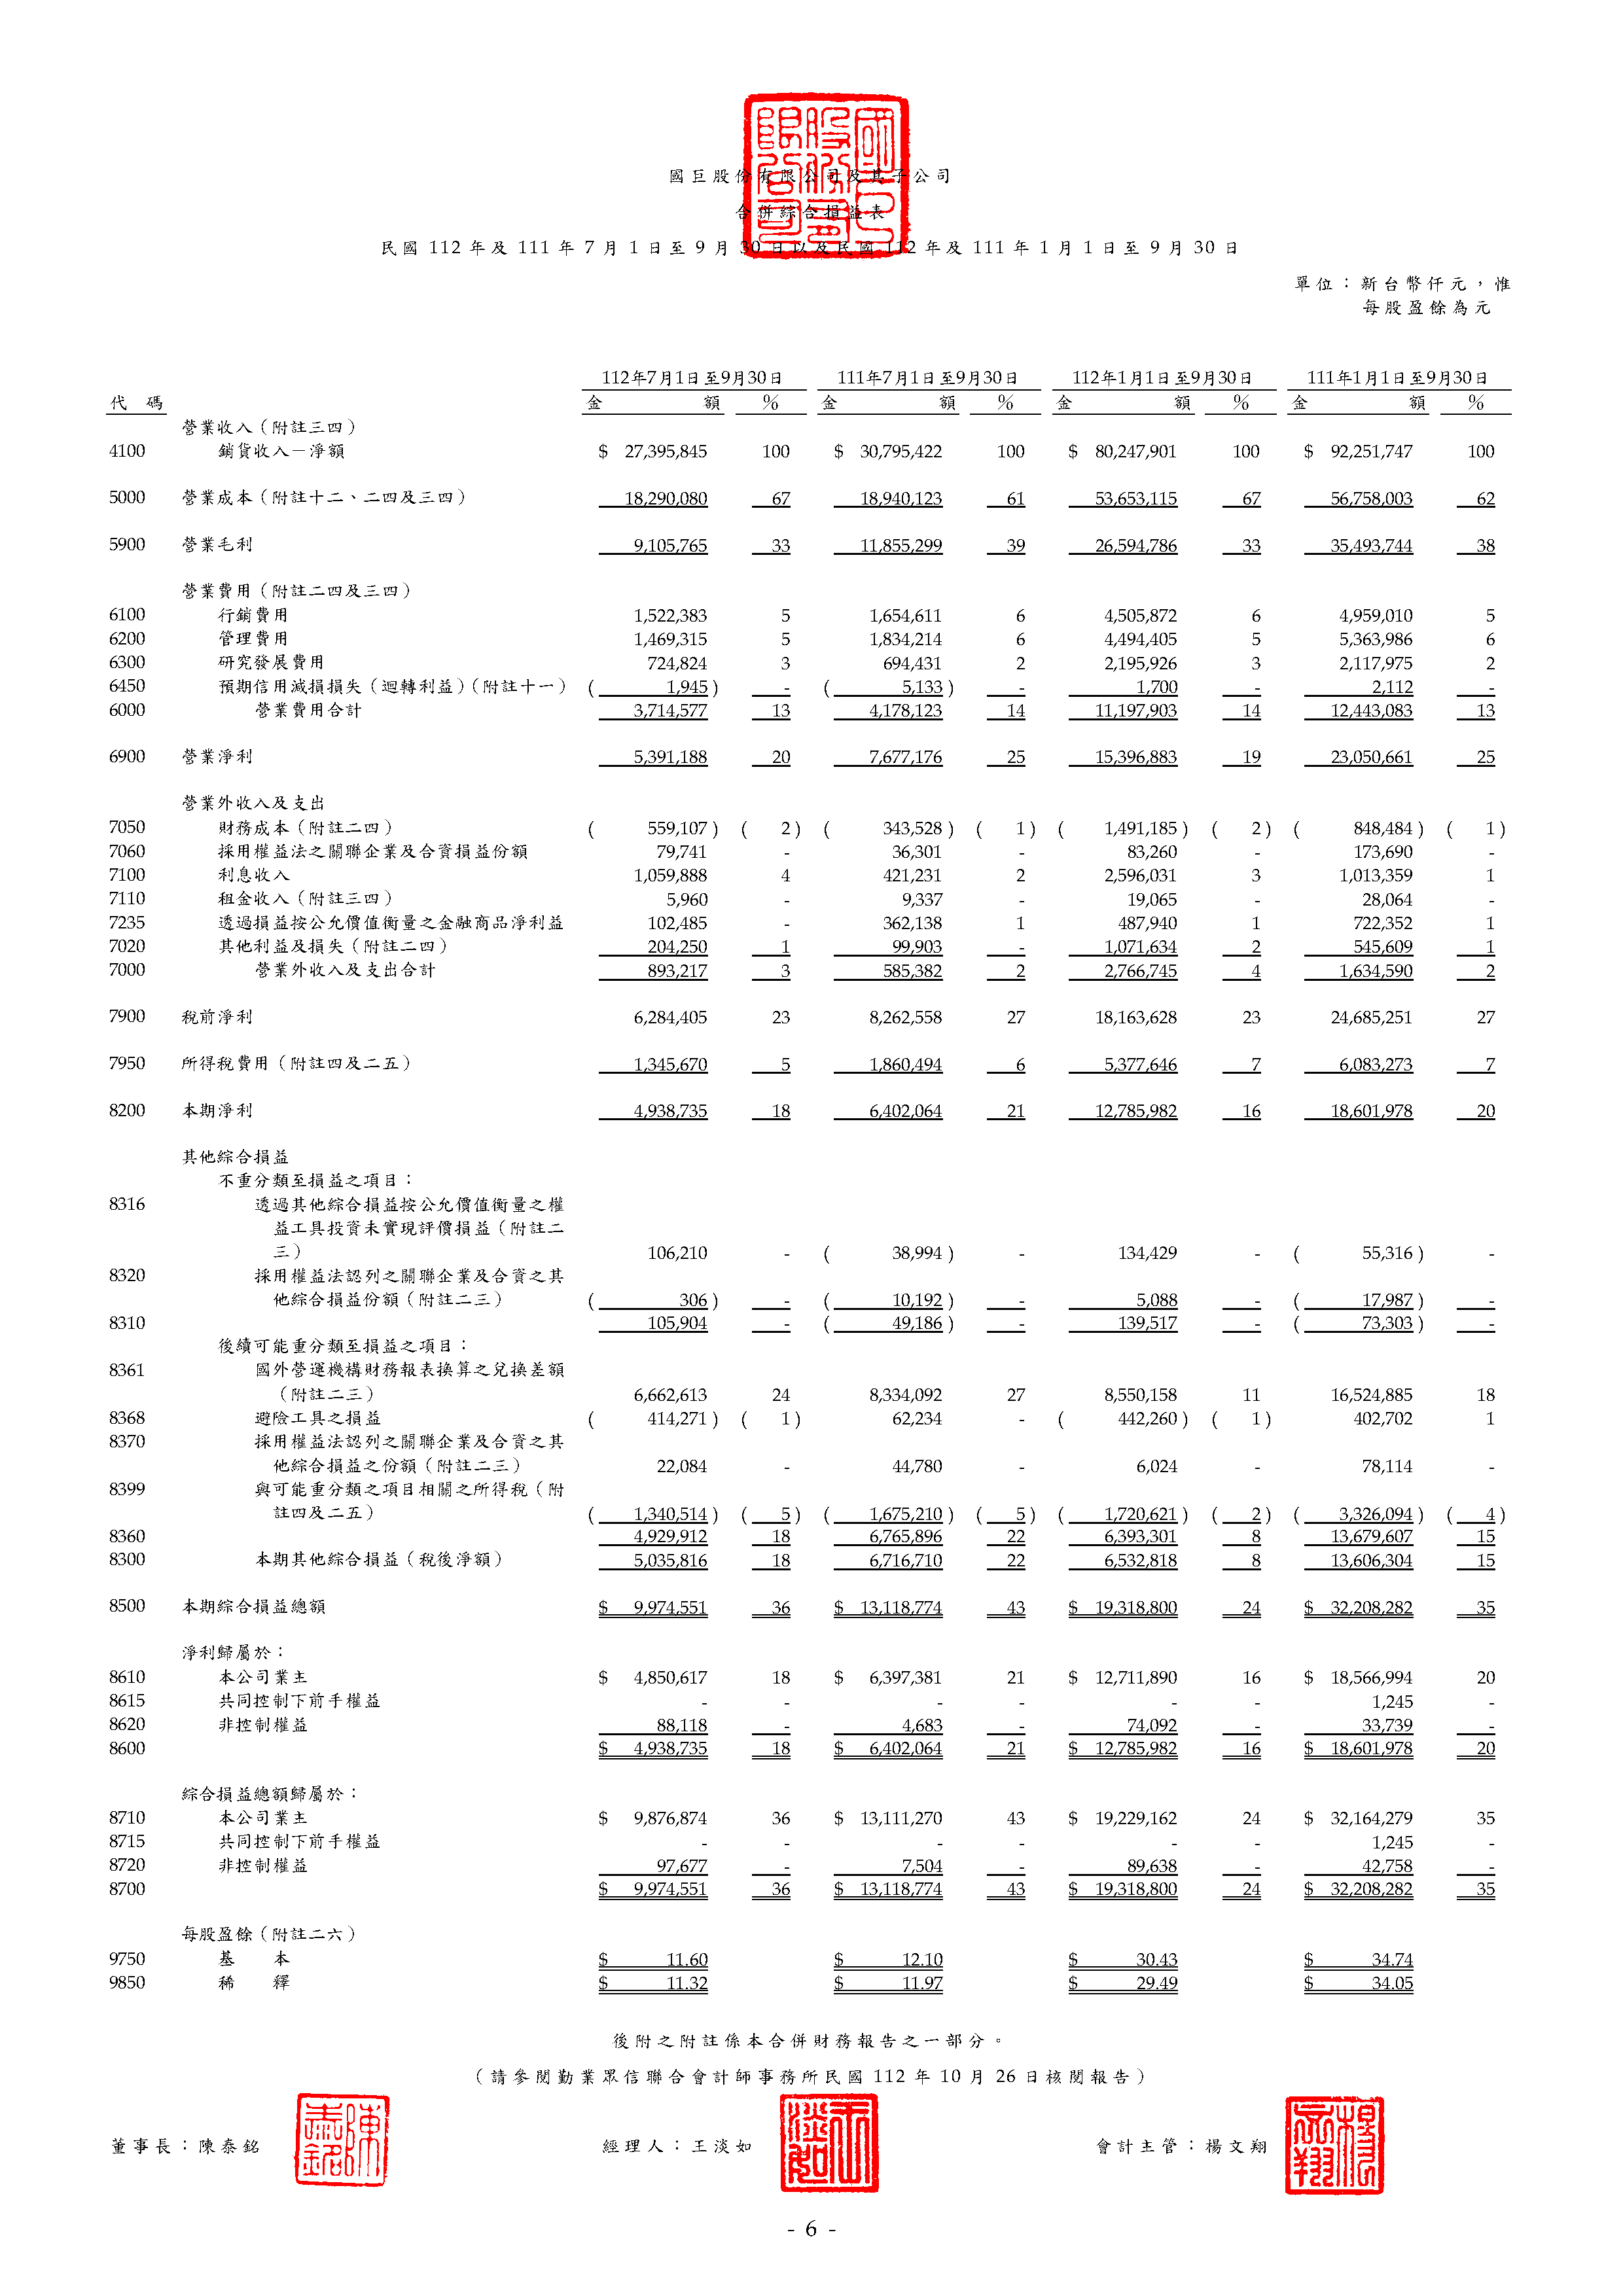 國巨股份有限公司及其子公司
合併綜合損益表
民國 112 年及 111 年 7 月 1 日至 9 月 30 日以及民國 112 年及 111 年 1 月 1 日至 9 月 30 日
單位：新台幣仟元，惟
每股盈餘為元
112年7月1日至9月30日 111年7月1日至9月30日 112年1月1日至9月30日 111年1月1日至9月30日
代 碼 金 額 % 金 額 % 金 額 % 金 額 %
營業收入（附註三四）
4100 銷貨收入－淨額 $ 27,395,845 100 $ 30,795,422 100 $ 80,247,901 100 $ 92,251,747 100
5000 營業成本（附註十二、二四及三四） 18,290,080 67 18,940,123 61 53,653,115 67 56,758,003 62
5900 營業毛利 9,105,765 33 11,855,299 39 26,594,786 33 35,493,744 38
營業費用（附註二四及三四）
6100 行銷費用 1,522,383 5 1,654,611 6 4,505,872 6 4,959,010 5
6200 管理費用 1,469,315 5 1,834,214 6 4,494,405 5 5,363,986 6
6300 研究發展費用 724,824 3 694,431 2 2,195,926 3 2,117,975 2
6450 預期信用減損損失（迴轉利益）（附註十一） ( 1,945 ) - ( 5,133 ) - 1,700 - 2,112 -
6000 營業費用合計 3,714,577 13 4,178,123 14 11,197,903 14 12,443,083 13
6900 營業淨利 5,391,188 20 7,677,176 25 15,396,883 19 23,050,661 25
營業外收入及支出
7050 財務成本（附註二四） ( 559,107 ) ( 2 ) ( 343,528 ) ( 1 ) ( 1,491,185 ) ( 2 ) ( 848,484 ) ( 1 )
7060 採用權益法之關聯企業及合資損益份額 79,741 - 36,301 - 83,260 - 173,690 -
7100 利息收入 1,059,888 4 421,231 2 2,596,031 3 1,013,359 1
7110 租金收入（附註三四） 5,960 - 9,337 - 19,065 - 28,064 -
7235 透過損益按公允價值衡量之金融商品淨利益 102,485 - 362,138 1 487,940 1 722,352 1
7020 其他利益及損失（附註二四） 204,250 1 99,903 - 1,071,634 2 545,609 1
7000 營業外收入及支出合計 893,217 3 585,382 2 2,766,745 4 1,634,590 2
7900 稅前淨利 6,284,405 23 8,262,558 27 18,163,628 23 24,685,251 27
7950 所得稅費用（附註四及二五） 1,345,670 5 1,860,494 6 5,377,646 7 6,083,273 7
8200 本期淨利 4,938,735 18 6,402,064 21 12,785,982 16 18,601,978 20
其他綜合損益
不重分類至損益之項目：
8316 透過其他綜合損益按公允價值衡量之權
益工具投資未實現評價損益（附註二
三） 106,210 - ( 38,994 ) - 134,429 - ( 55,316 ) -
8320 採用權益法認列之關聯企業及合資之其
他綜合損益份額（附註二三） ( 306 ) - ( 10,192 ) - 5,088 - ( 17,987 ) -
8310 105,904 - ( 49,186 ) - 139,517 - ( 73,303 ) -
後續可能重分類至損益之項目：
8361 國外營運機構財務報表換算之兌換差額
（附註二三） 6,662,613 24 8,334,092 27 8,550,158 11 16,524,885 18
8368 避險工具之損益 ( 414,271 ) ( 1 ) 62,234 - ( 442,260 ) ( 1 ) 402,702 1
8370 採用權益法認列之關聯企業及合資之其
他綜合損益之份額（附註二三） 22,084 - 44,780 - 6,024 - 78,114 -
8399 與可能重分類之項目相關之所得稅（附
註四及二五） ( 1,340,514 ) ( 5 ) ( 1,675,210 ) ( 5 ) ( 1,720,621 ) ( 2 ) ( 3,326,094 ) ( 4 )
8360 4,929,912 18 6,765,896 22 6,393,301 8 13,679,607 15
8300 本期其他綜合損益（稅後淨額） 5,035,816 18 6,716,710 22 6,532,818 8 13,606,304 15
8500 本期綜合損益總額 $ 9,974,551 36 $ 13,118,774 43 $ 19,318,800 24 $ 32,208,282 35
淨利歸屬於：
8610 本公司業主 $ 4,850,617 18 $ 6,397,381 21 $ 12,711,890 16 $ 18,566,994 20
8615 共同控制下前手權益 - - - - - - 1,245 -
8620 非控制權益 88,118 - 4,683 - 74,092 - 33,739 -
8600 $ 4,938,735 18 $ 6,402,064 21 $ 12,785,982 16 $ 18,601,978 20
綜合損益總額歸屬於：
8710 本公司業主 $ 9,876,874 36 $ 13,111,270 43 $ 19,229,162 24 $ 32,164,279 35
8715 共同控制下前手權益 - - - - - - 1,245 -
8720 非控制權益 97,677 - 7,504 - 89,638 - 42,758 -
8700 $ 9,974,551 36 $ 13,118,774 43 $ 19,318,800 24 $ 32,208,282 35
每股盈餘（附註二六）
9750 基 本 $ 11.60 $ 12.10 $ 30.43 $ 34.74
9850 稀 釋 $ 11.32 $ 11.97 $ 29.49 $ 34.05
後附之附註係本合併財務報告之一部分。
（請參閱勤業眾信聯合會計師事務所民國 112 年 10 月 26 日核閱報告）
董事長：陳泰銘 經理人：王淡如 會計主管：楊文翔
- 6 -